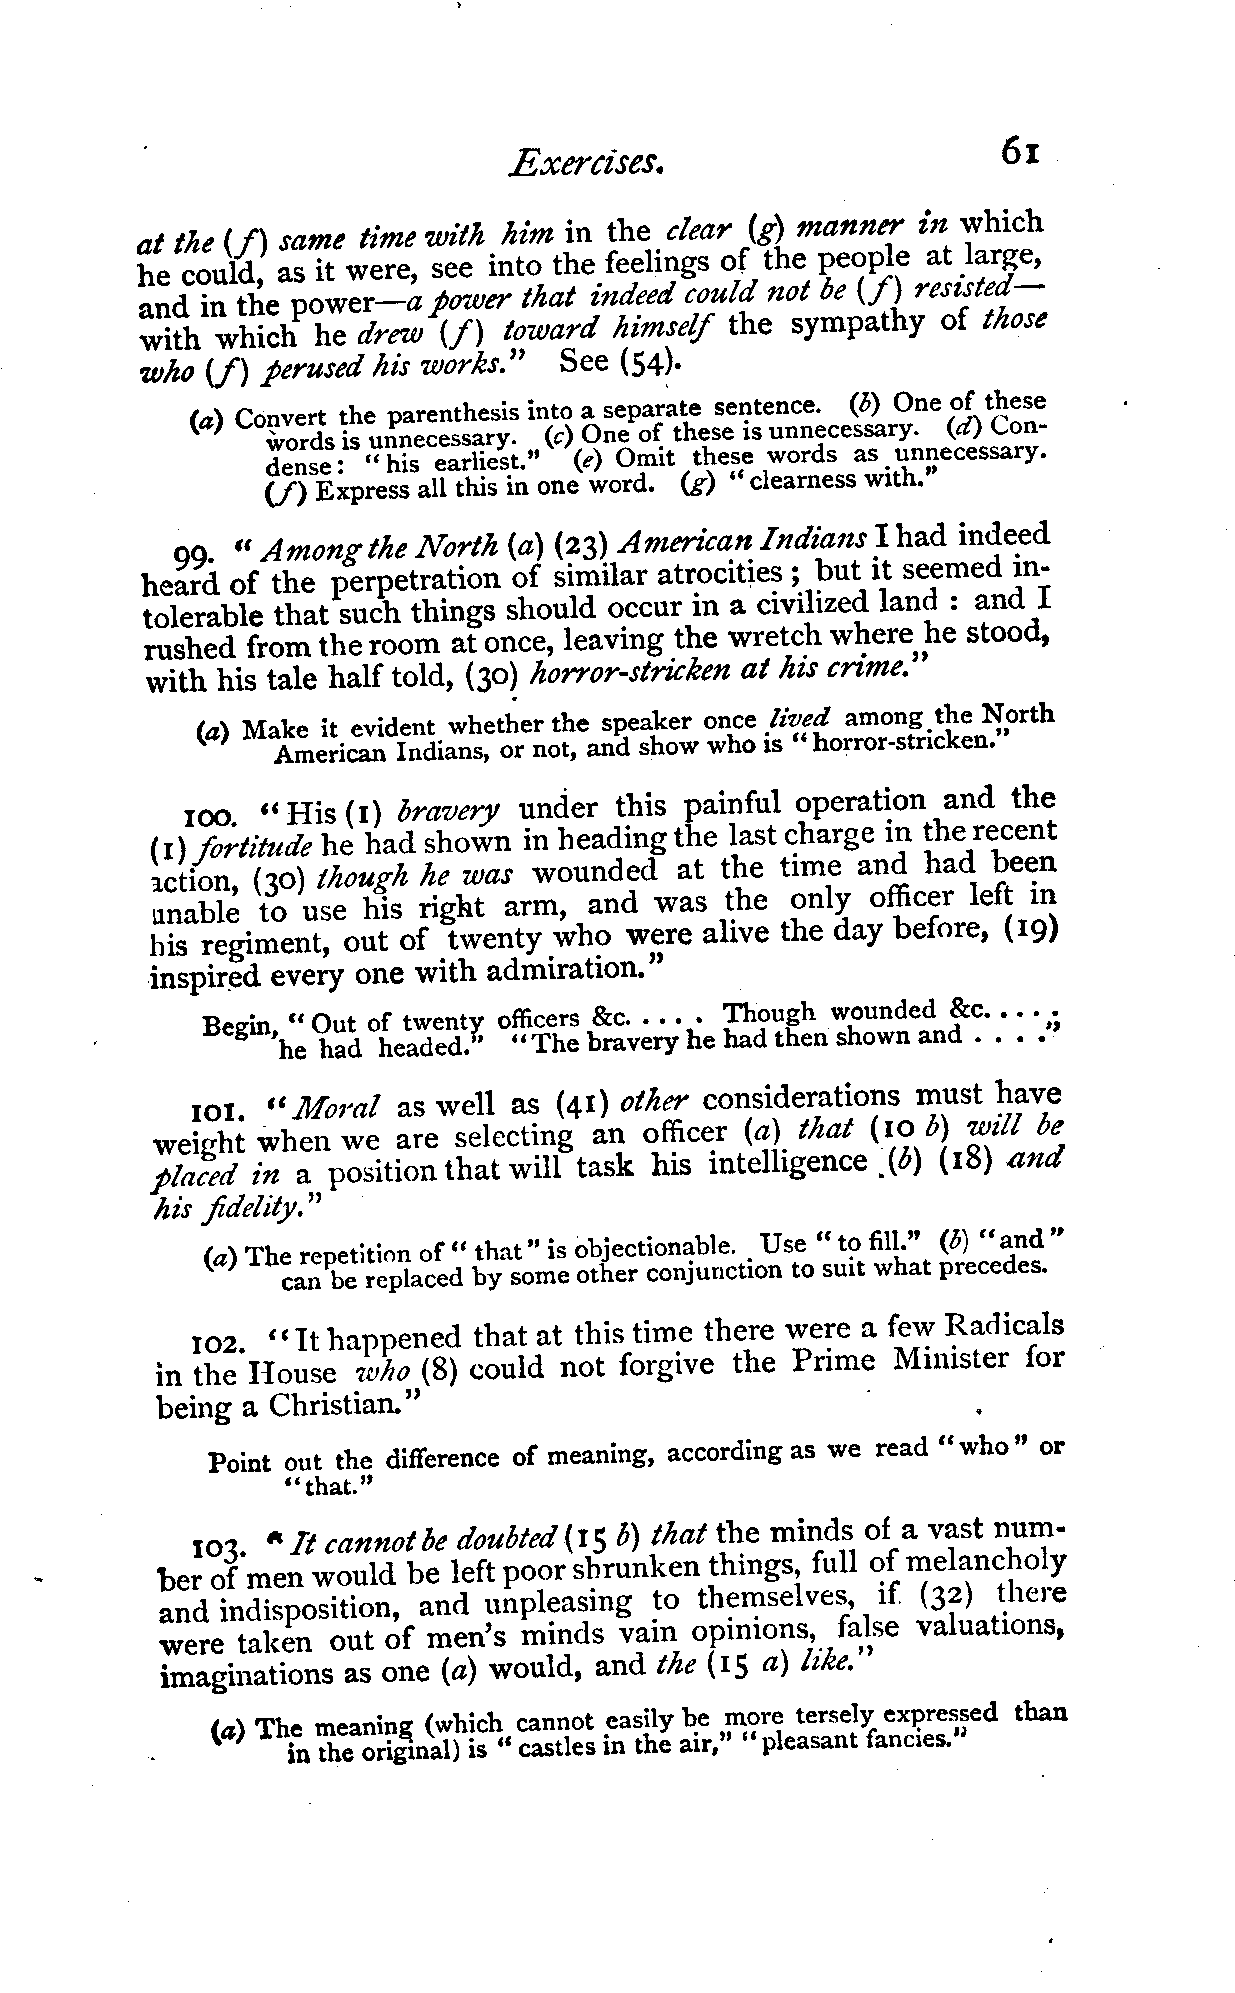 Exercises. 61
at the (f) same time with him in the clear (g) manner in which
he could, as it were, see into the feelings of the people at large,
and in the power—a power that indeed could not be (f) resisted—
with which he drew (f) toward himself the sympathy of those
who (f) perused his works." See (54).
(a) Convert the parenthesis into a separate sentence. (b) One of these
words is unnecessary. (c) One of these is unnecessary. (d) Con-
dense: "his earliest." (e) Omit these words as unnecessary.
(f) Express all this in one word. (g) "clearness with."
99. "Among the North (a) (23) American Indians I had indeed
heard of the perpetration of similar atrocities; but it seemed in-
tolerable that such things should occur in a civilized land : and I
rushed from the room at once, leaving the wretch where he stood,
with his tale half told, (30) horror-stricken at his crime."
(a) Make it evident whether the speaker once lived among the North
American Indians, or not, and show who is "horror-stricken."
100. "His (1) bravery under this painful operation and the
(1) fortitude he had shown in heading the last charge in the recent
action, (30) though he was wounded at the time and had been
unable to use his right arm, and was the only officer left in
his regiment, out of twenty who were alive the day before, (19)
inspired every one with admiration."
Begin, "Out of twenty officers &c. . . . . Though wounded &c. . . . .
he had headed." "The bravery he had then shown and . . . ."
101. "Moral as well as (41) other considerations must have
weight when we are selecting an officer (a) that (10 b) will be
placed in a position that will task his intelligence (b) (18) and
his fidelity."
(a) The repetition of "that" is objectionable. Use "to fill." (b) "and"
can be replaced by some other conjunction to suit what precedes.
102. "It happened that at this time there were a few Radicals
in the House who (8) could not forgive the Prime Minister for
being a Christian."
Point out the difference of meaning, according as we read "who" or
"that."
103. "It cannot be doubted (15 b) that the minds of a vast num-
ber of men would be left poor shrunken things, full of melancholy
and indisposition, and unpleasing to themselves, if (32) there
were taken out of men's minds vain opinions, false valuations,
imaginations as one (a) would, and the (15 a) like."
(a) The meaning (which cannot easily be more tersely expressed than
in the original) is "castles in the air," "pleasant fancies."